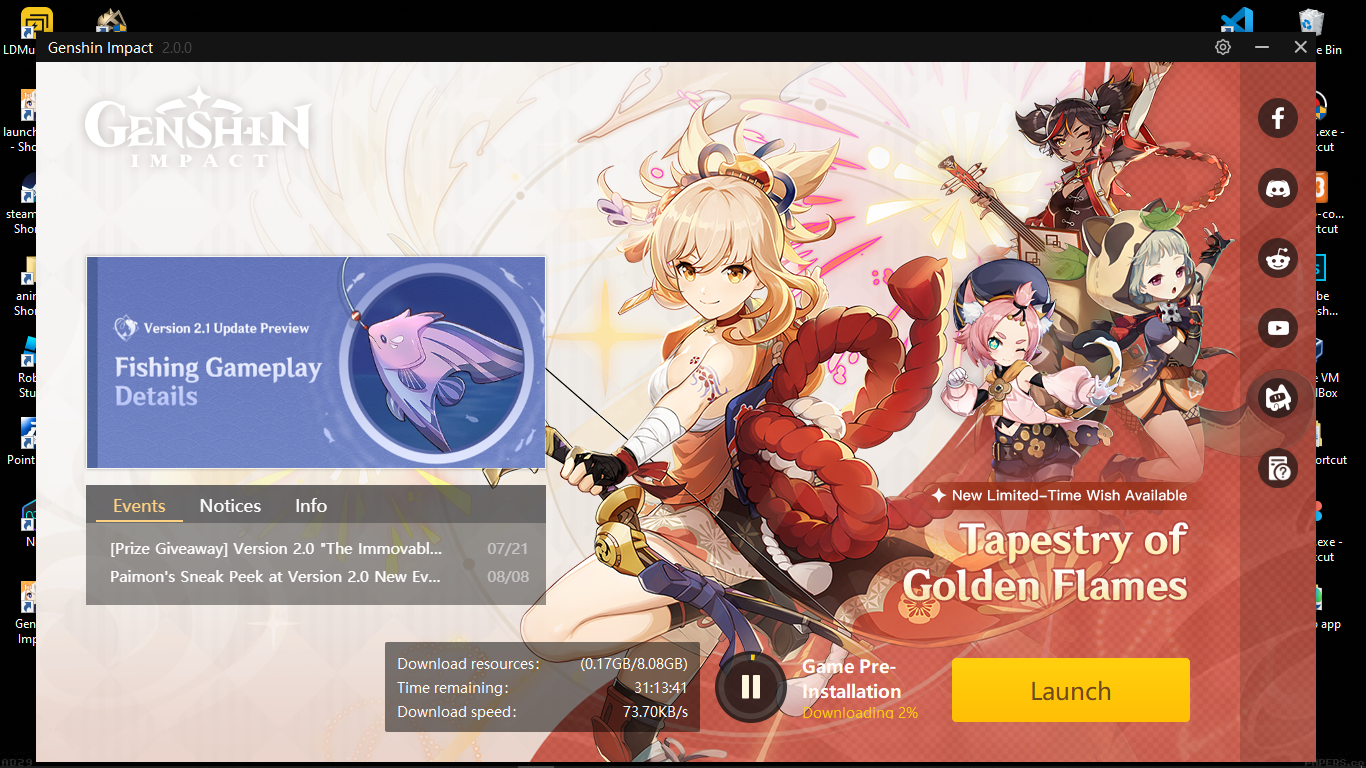 LDMu
Genshin Impact 2.0.0
e Bin
GENSHIN
IMPACT
launch
- Sho
.exe -
cut
steam
Shor
Version 2.1 Update Preview
Fishing Gameplay
Details
anim
Shor
be
sh...
Rob
Stu
e VM
lBox
Point
ortcut
Events Notices Info
[Prize Giveaway] Version 2.0 "The Immovabl... 07/21
Paimon's Sneak Peek at Version 2.0 New Ev... 08/08
New Limited-Time Wish Available
Tapestry of
Golden Flames
N
.exe -
cut
Gen
Imp
app
Download resources: (0.17GB/8.08GB)
Time remaining: 31:13:41
Download speed: 73.70KB/s
Game Pre-
Installation
Downloading 2%
Launch